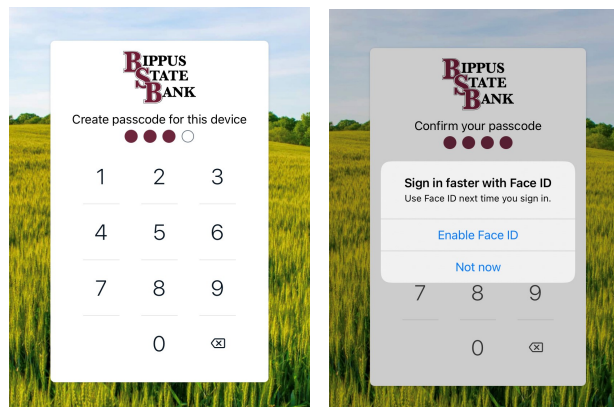 BIPPUS
STATE
BANK
Create passcode for this device
1 2 3
4 5 6
7 8 9
0
BIPPUS
STATE
BANK
Confirm your passcode
Sign in faster with Face ID
Use Face ID next time you sign in.
Enable Face ID
Not now
7 8 9
0